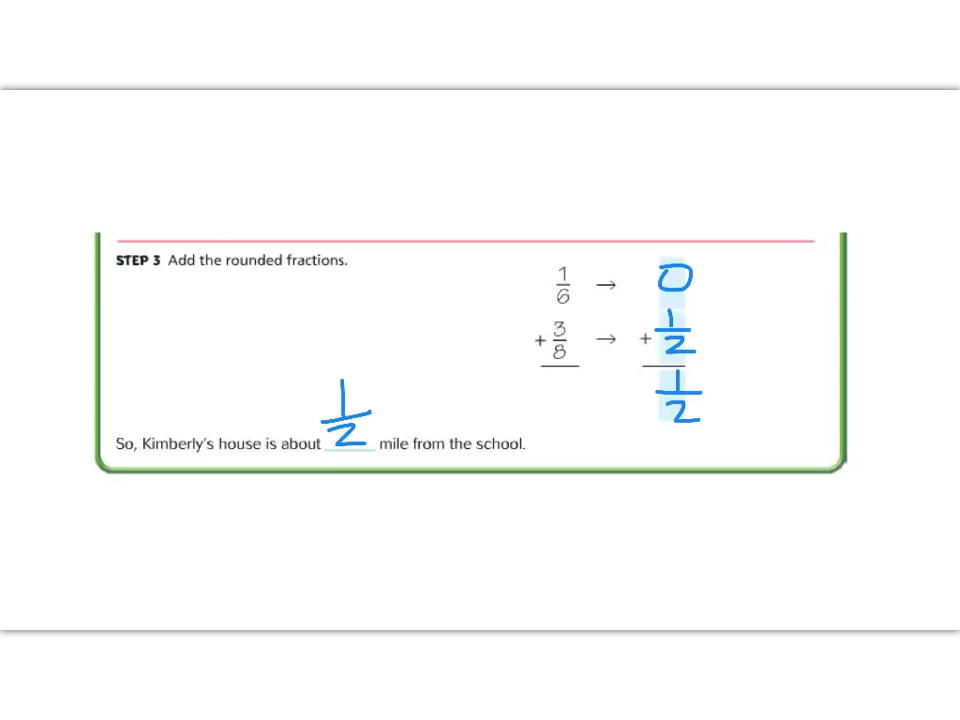 STEP 3 Add the rounded fractions.
1/6 → 0
+ 3/8 → + 1/2
1/2
So, Kimberly's house is about 1/2 mile from the school.